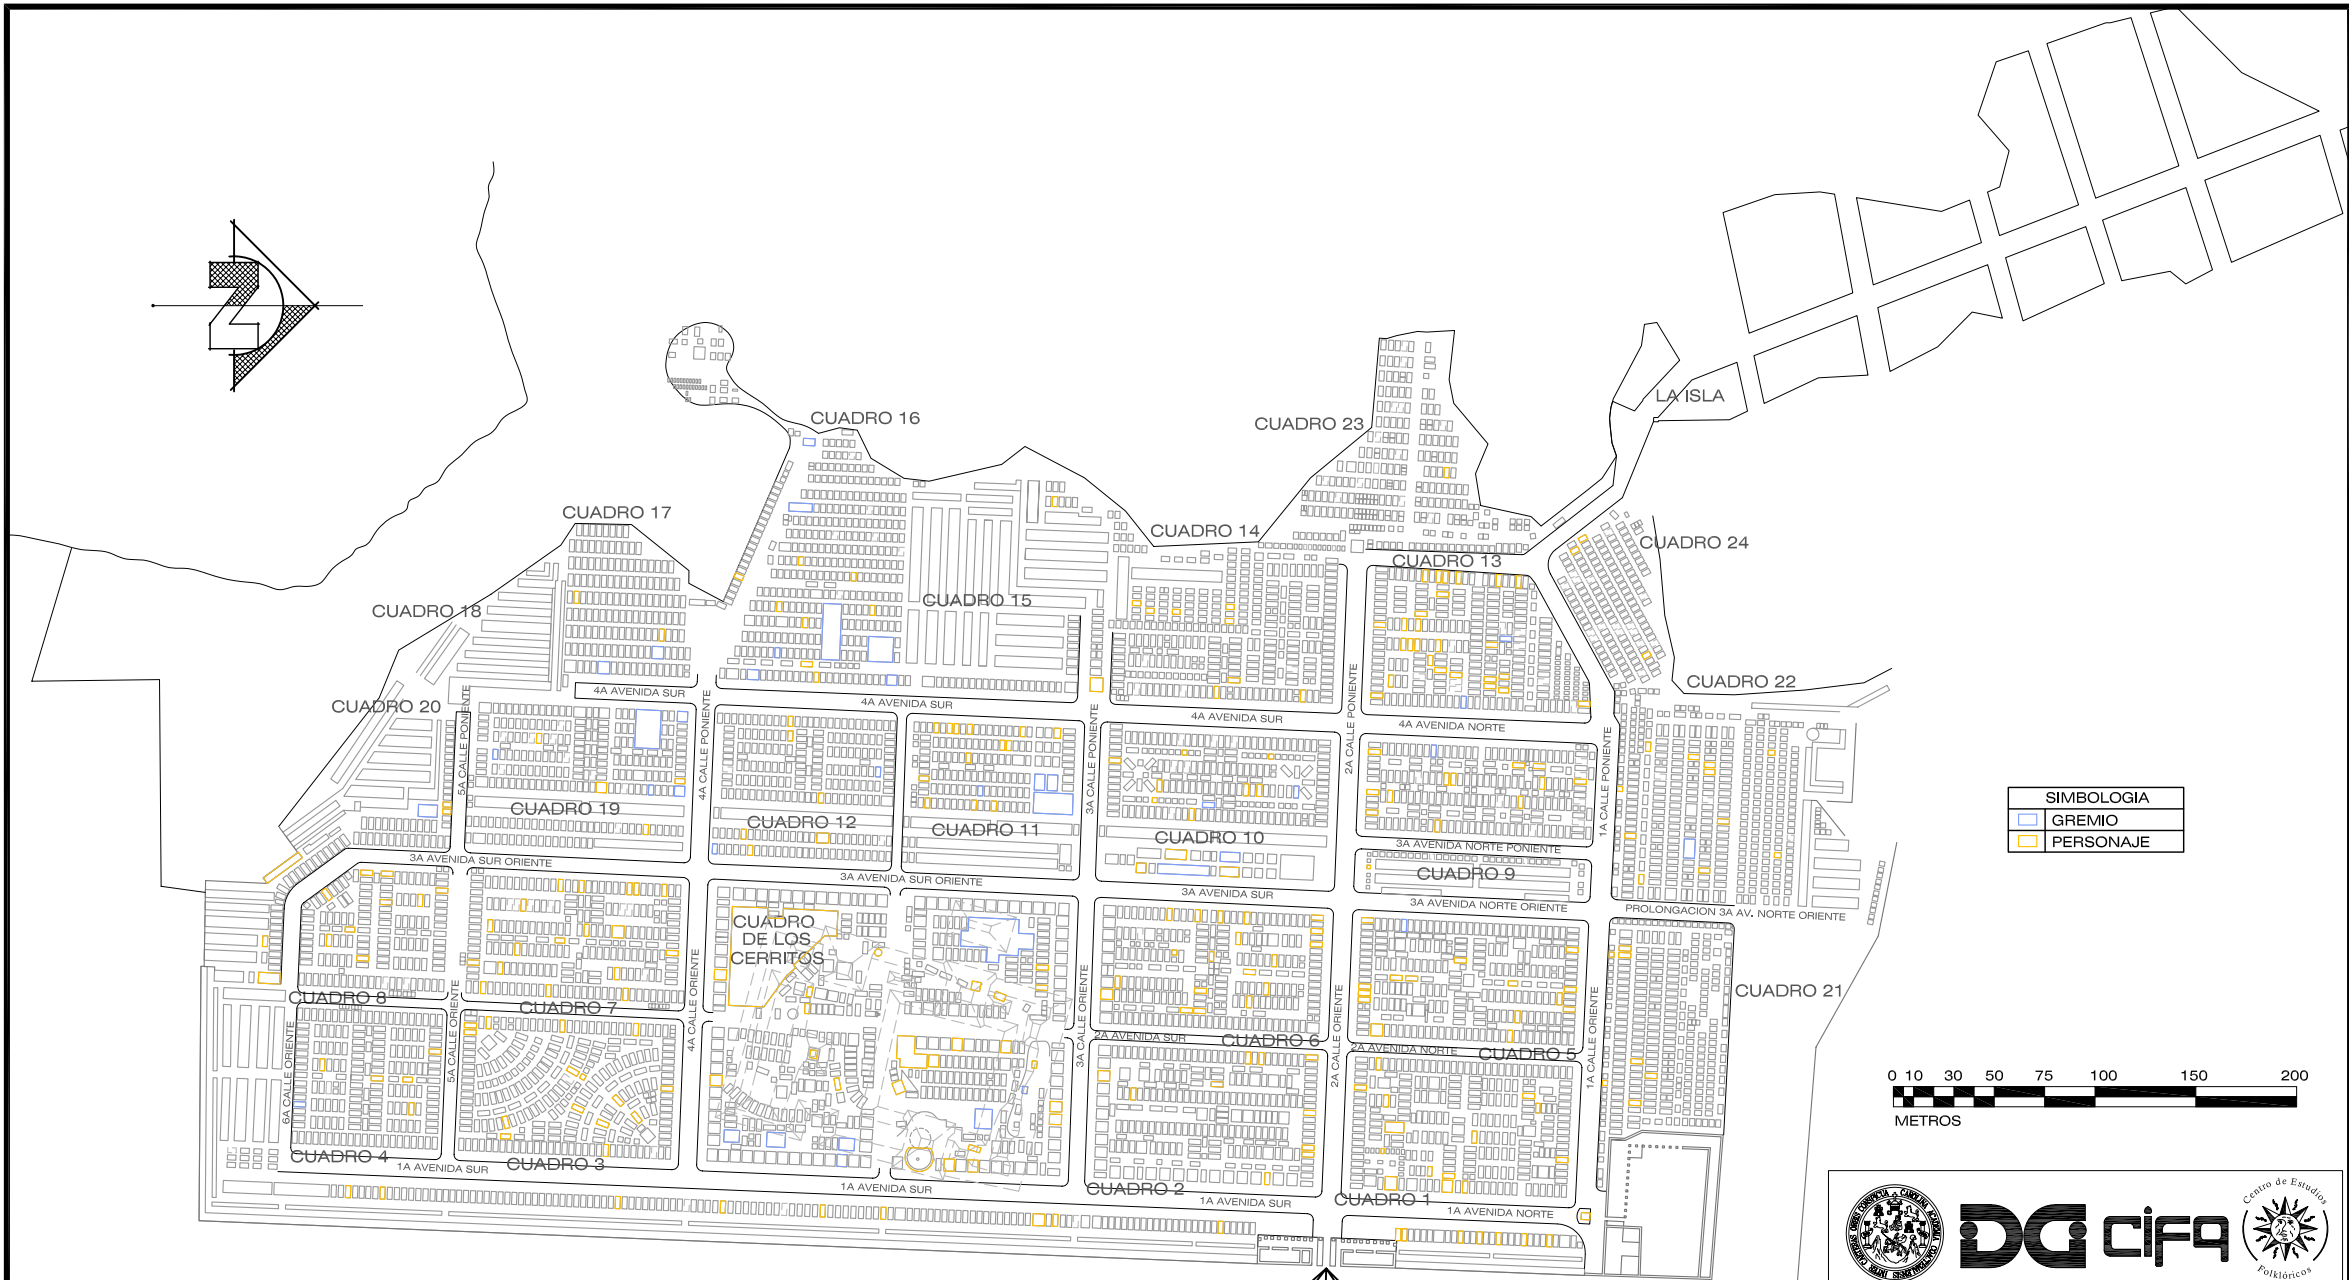 N
LA ISLA
CUADRO 16
CUADRO 23
CUADRO 17
CUADRO 14
CUADRO 24
CUADRO 13
CUADRO 18
CUADRO 15
CUADRO 22
4A AVENIDA SUR
4A AVENIDA SUR
4A AVENIDA SUR
4A AVENIDA NORTE
CUADRO 20
5A CALLE PONIENTE
4A CALLE PONIENTE
3A CALLE PONIENTE
2A CALLE PONIENTE
1A CALLE PONIENTE
CUADRO 19
CUADRO 12
CUADRO 11
CUADRO 10
SIMBOLOGIA
GREMIO
PERSONAJE
3A AVENIDA SUR ORIENTE
3A AVENIDA SUR ORIENTE
3A AVENIDA SUR
3A AVENIDA NORTE PONIENTE
CUADRO 9
3A AVENIDA NORTE ORIENTE
PROLONGACION 3A AV. NORTE ORIENTE
CUADRO
DE LOS
CERRITOS
CUADRO 21
CUADRO 8
CUADRO 7
2A AVENIDA SUR
CUADRO 6
2A AVENIDA NORTE
CUADRO 5
6A CALLE ORIENTE
5A CALLE ORIENTE
4A CALLE ORIENTE
3A CALLE ORIENTE
2A CALLE ORIENTE
1A CALLE ORIENTE
0 10 30 50 75 100 150 200
METROS
CUADRO 4
1A AVENIDA SUR
CUADRO 3
1A AVENIDA SUR
CUADRO 2
1A AVENIDA SUR
CUADRO 1
1A AVENIDA NORTE
DG
CIFA
Centro de Estudios
Folklóricos